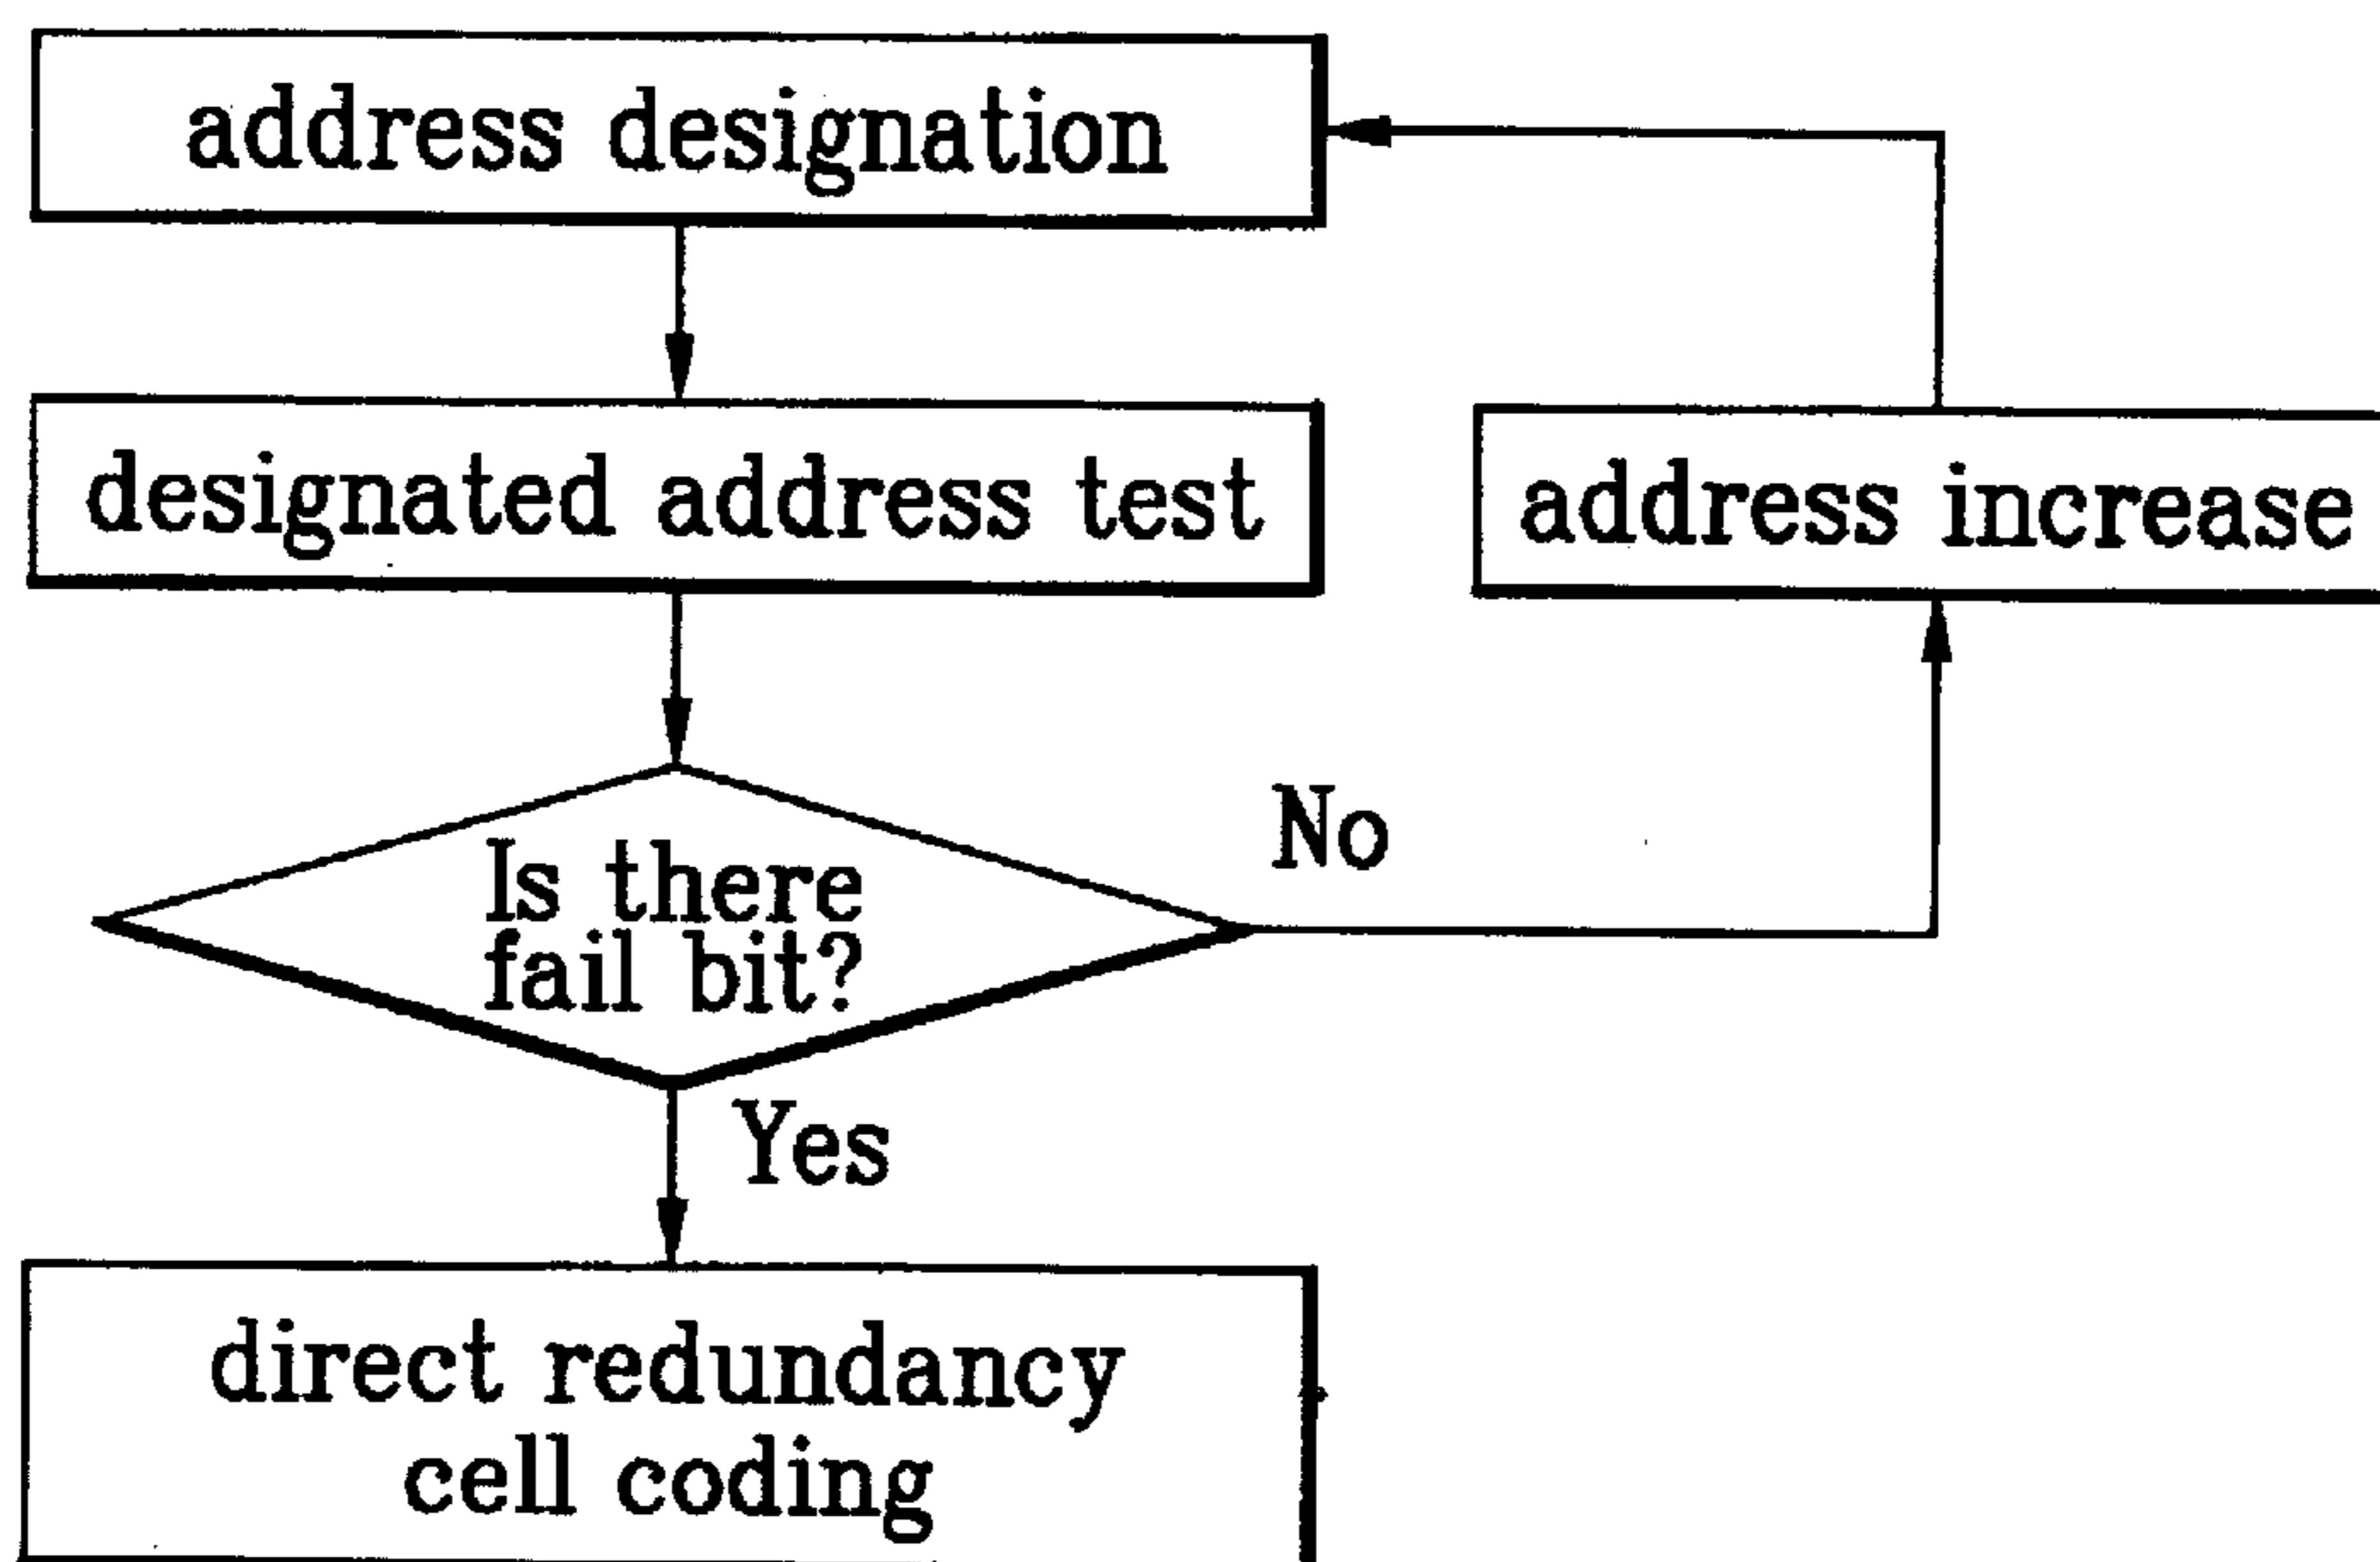 address designation
designated address test
address increase
Is there
fail bit?
No
Yes
direct redundancy
cell coding